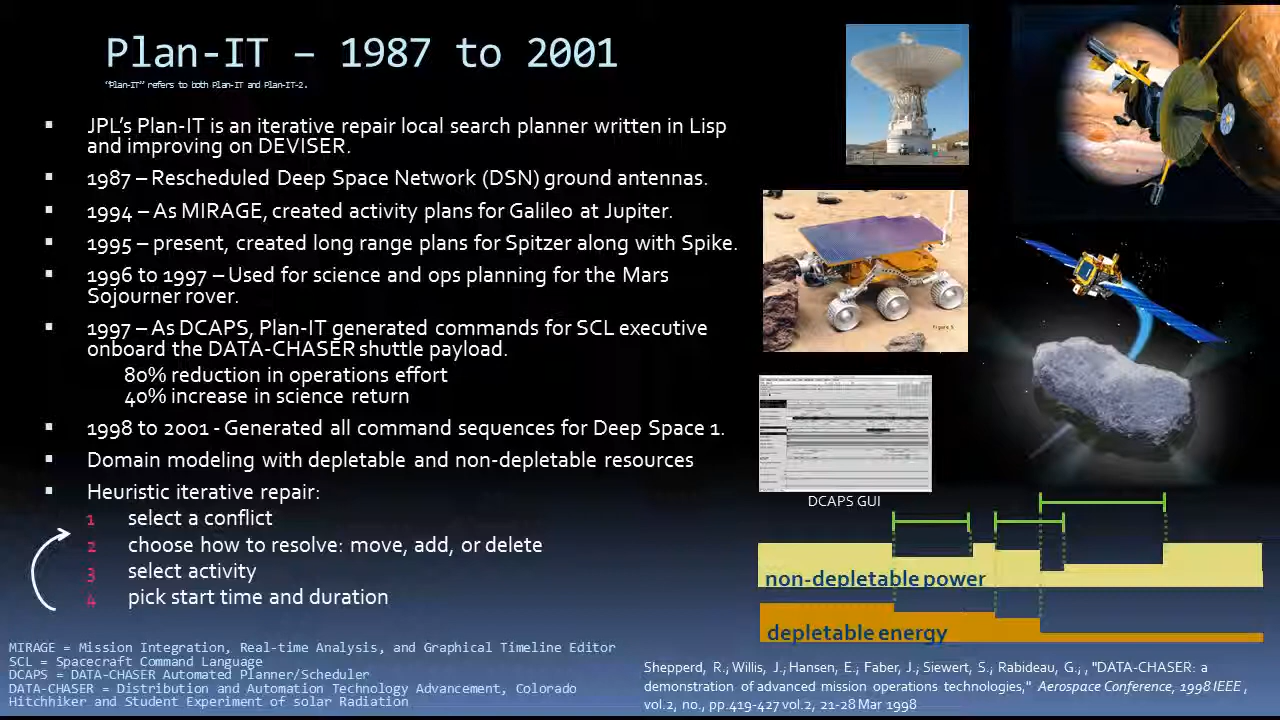 Plan-IT – 1987 to 2001
“Plan-IT” refers to both Plan-IT and Plan-IT-2.
▪ JPL’s Plan-IT is an iterative repair local search planner written in Lisp
and improving on DEVISER.
▪ 1987 – Rescheduled Deep Space Network (DSN) ground antennas.
▪ 1994 – As MIRAGE, created activity plans for Galileo at Jupiter.
▪ 1995 – present, created long range plans for Spitzer along with Spike.
▪ 1996 to 1997 – Used for science and ops planning for the Mars
Sojourner rover.
▪ 1997 – As DCAPS, Plan-IT generated commands for SCL executive
onboard the DATA-CHASER shuttle payload.
80% reduction in operations effort
40% increase in science return
▪ 1998 to 2001 - Generated all command sequences for Deep Space 1.
▪ Domain modeling with depletable and non-depletable resources
▪ Heuristic iterative repair:
1 select a conflict
2 choose how to resolve: move, add, or delete
3 select activity
4 pick start time and duration
MIRAGE = Mission Integration, Real-time Analysis, and Graphical Timeline Editor
SCL = Spacecraft Command Language
DCAPS = DATA-CHASER Automated Planner/Scheduler
DATA-CHASER = Distribution and Automation Technology Advancement, Colorado
Hitchhiker and Student Experiment of solar Radiation
DCAPS GUI
non-depletable power
depletable energy
Shepperd, R.; Willis, J.; Hansen, E.; Faber, J.; Siewert, S.; Rabideau, G.; , "DATA-CHASER: a
demonstration of advanced mission operations technologies," Aerospace Conference, 1998 IEEE ,
vol.2, no., pp.419-427 vol.2, 21-28 Mar 1998